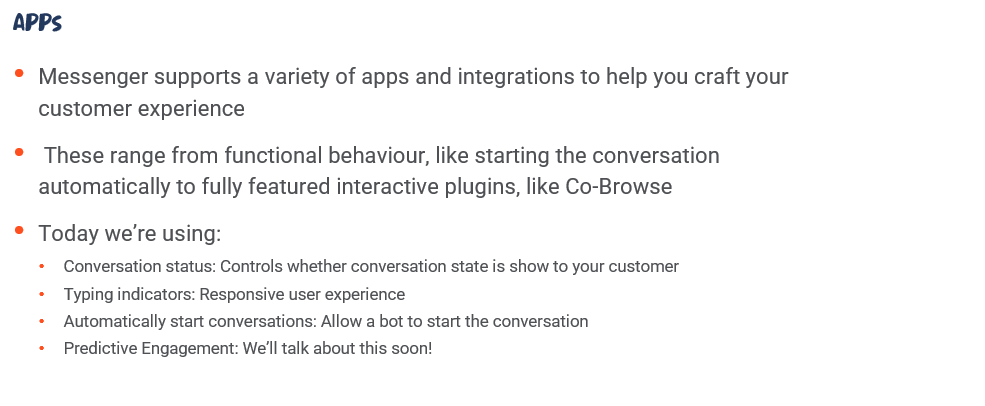 APPS
Messenger supports a variety of apps and integrations to help you craft your
customer experience
These range from functional behaviour, like starting the conversation
automatically to fully featured interactive plugins, like Co-Browse
Today we’re using:
Conversation status: Controls whether conversation state is show to your customer
Typing indicators: Responsive user experience
Automatically start conversations: Allow a bot to start the conversation
Predictive Engagement: We’ll talk about this soon!